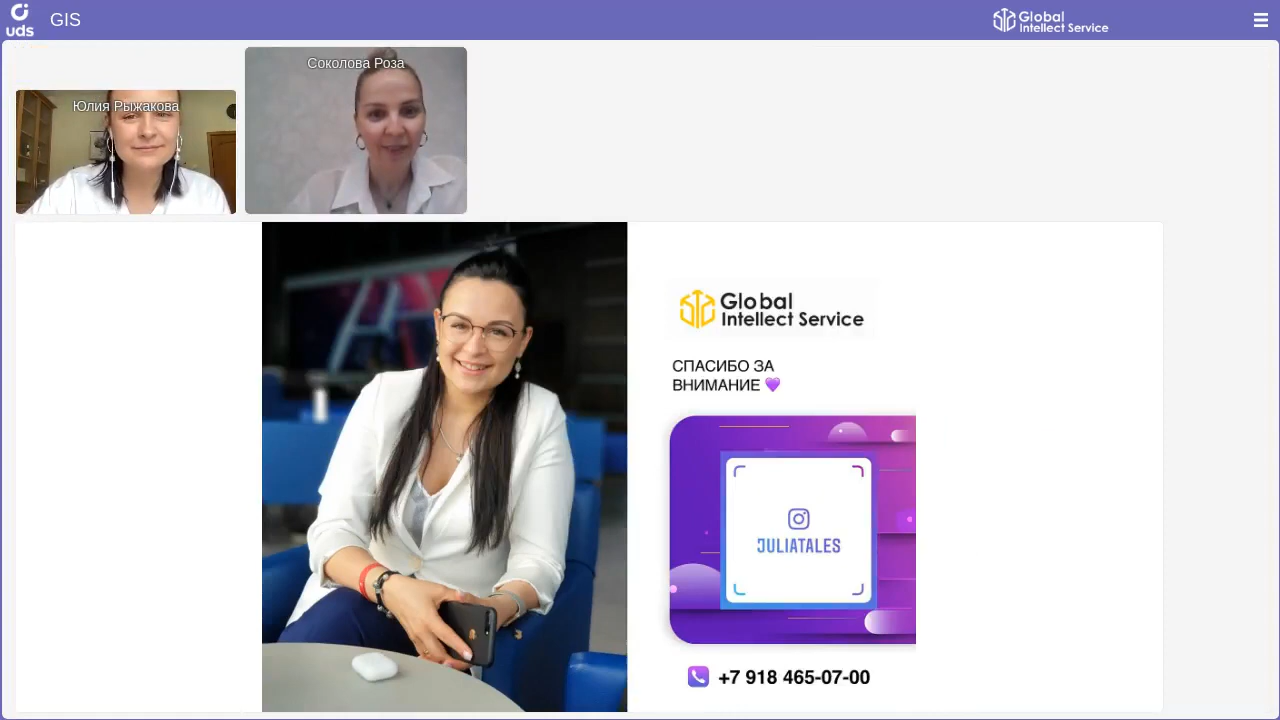 uds
GIS
Global
Intellect Service
Юлия Рыжакова
Соколова Роза
Global
Intellect Service
СПАСИБО ЗА
ВНИМАНИЕ 💜
JULIATALES
+7 918 465-07-00